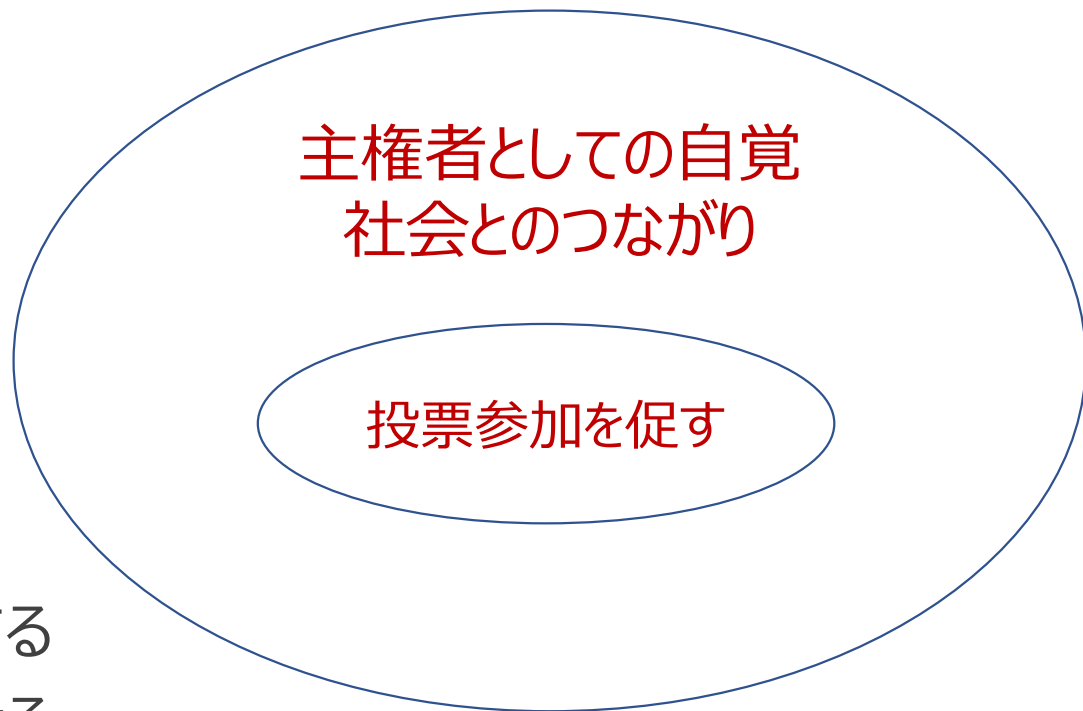 主権者としての自覚
社会とのつながり
投票参加を促す
る